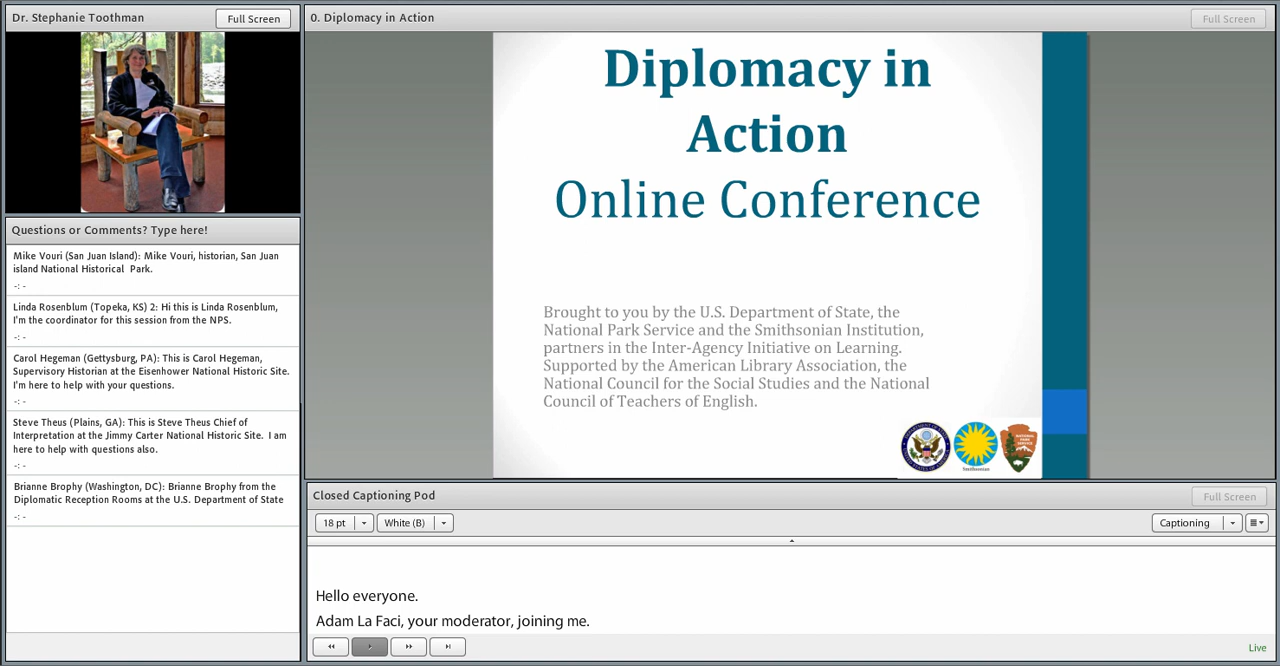 Dr. Stephanie Toothman
Full Screen
0. Diplomacy in Action
Full Screen
Diplomacy in
Action
Online Conference
Brought to you by the U.S. Department of State, the
National Park Service and the Smithsonian Institution,
partners in the Inter-Agency Initiative on Learning.
Supported by the American Library Association, the
National Council for the Social Studies and the National
Council of Teachers of English.
Smithsonian
Questions or Comments? Type here!
Mike Vouri (San Juan Island): Mike Vouri, historian, San Juan
island National Historical Park.
-:-
Linda Rosenblum (Topeka, KS) 2: Hi this is Linda Rosenblum,
I'm the coordinator for this session from the NPS.
-:-
Carol Hegeman (Gettysburg, PA): This is Carol Hegeman,
Supervisory Historian at the Eisenhower National Historic Site.
I'm here to help with your questions.
-:-
Steve Theus (Plains, GA): This is Steve Theus Chief of
Interpretation at the Jimmy Carter National Historic Site. I am
here to help with questions also.
-:-
Brianne Brophy (Washington, DC): Brianne Brophy from the
Diplomatic Reception Rooms at the U.S. Department of State
-:-
Closed Captioning Pod
Full Screen
18 pt
White (B)
Captioning
Hello everyone.
Adam La Faci, your moderator, joining me.
Live